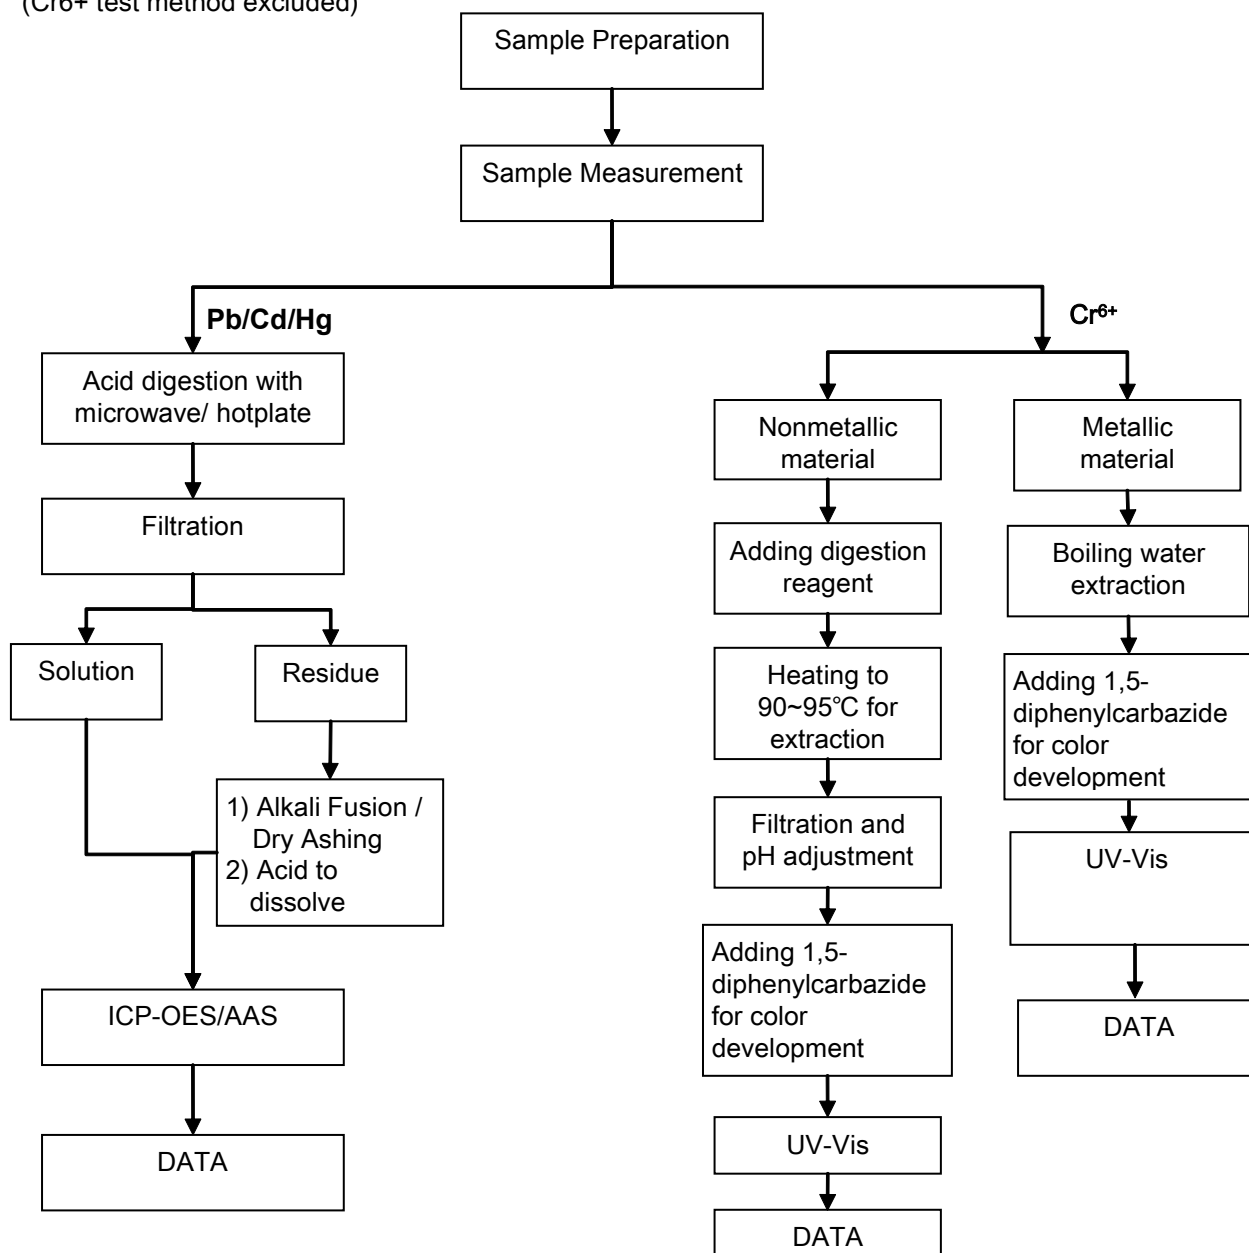 (Cr6+ test method excluded)
Sample Preparation
Sample Measurement
Pb/Cd/Hg
Acid digestion with
microwave/ hotplate
Filtration
Solution
Residue
1) Alkali Fusion /
Dry Ashing
2) Acid to
dissolve
ICP-OES/AAS
DATA
Cr⁶⁺
Nonmetallic
material
Adding digestion
reagent
Heating to
90~95℃ for
extraction
Filtration and
pH adjustment
Adding 1,5-
diphenylcarbazide
for color
development
UV-Vis
DATA
Metallic
material
Boiling water
extraction
Adding 1,5-
diphenylcarbazide
for color
development
UV-Vis
DATA